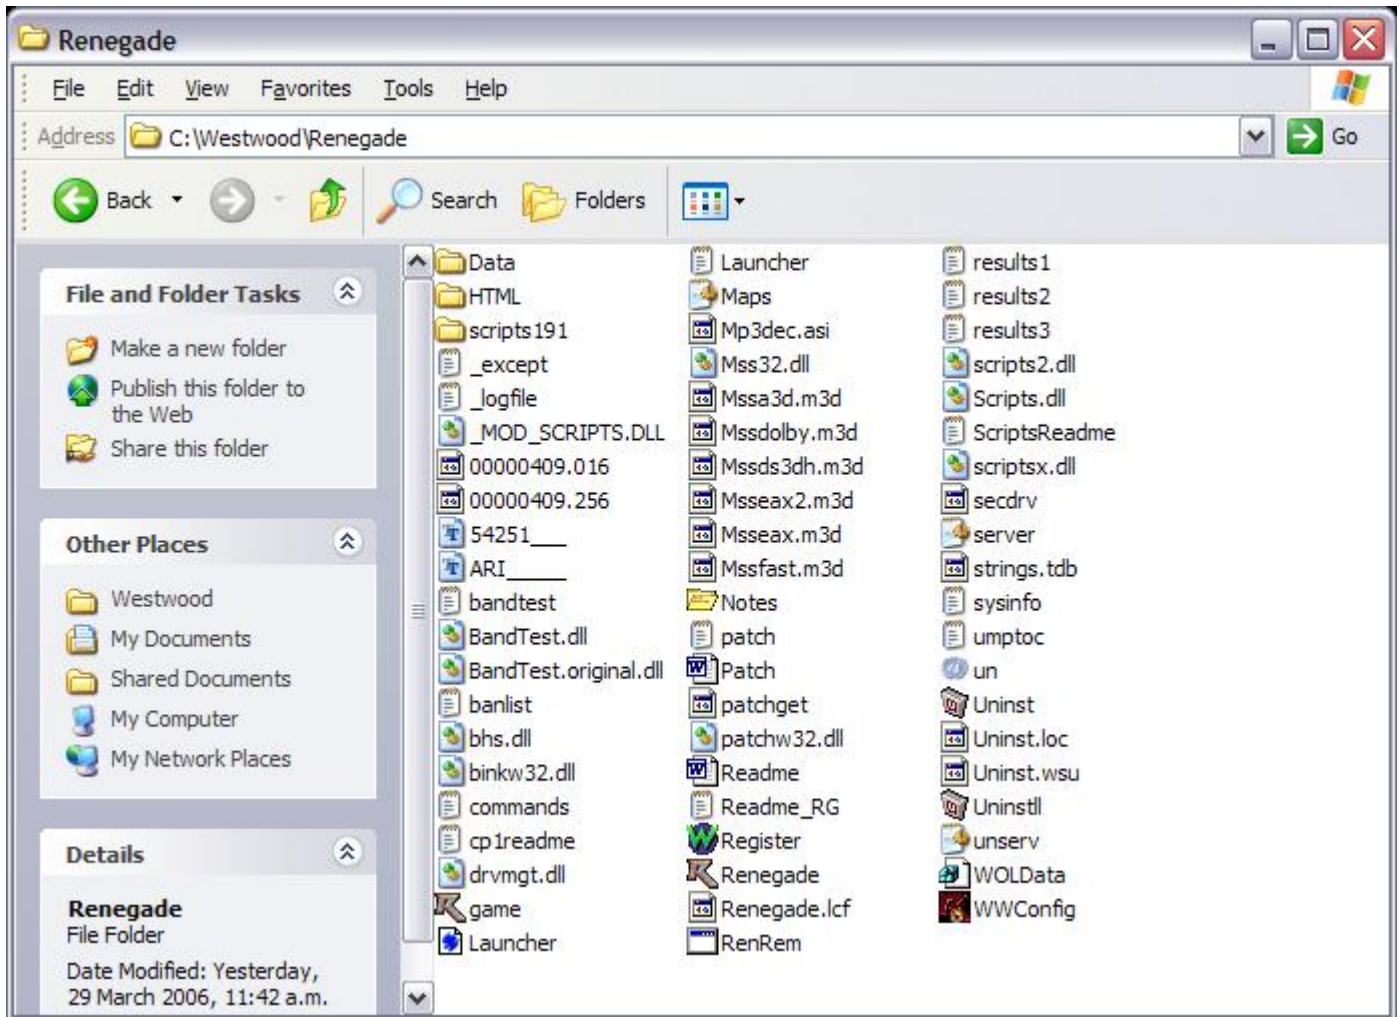 Renegade
File Edit View Favorites Tools Help
Address C:\Westwood\Renegade Go
Back Search Folders
File and Folder Tasks
Make a new folder
Publish this folder to
the Web
Share this folder
Other Places
Westwood
My Documents
Shared Documents
My Computer
My Network Places
Details
Renegade
File Folder
Date Modified: Yesterday,
29 March 2006, 11:42 a.m.
Data
HTML
scripts191
_except
_logfile
_MOD_SCRIPTS.DLL
00000409.016
00000409.256
54251___
ARI_____
bandtest
BandTest.dll
BandTest.original.dll
banlist
bhs.dll
binkw32.dll
commands
cp1readme
drvmgt.dll
game
Launcher
Launcher
Maps
Mp3dec.asi
Mss32.dll
Mssa3d.m3d
Mssdolby.m3d
Mssds3dh.m3d
Msseax2.m3d
Msseax.m3d
Mssfast.m3d
Notes
patch
Patch
patchget
patchw32.dll
Readme
Readme_RG
Register
Renegade
Renegade.lcf
RenRem
results1
results2
results3
scripts2.dll
Scripts.dll
ScriptsReadme
scriptsx.dll
secdrv
server
strings.tdb
sysinfo
umptoc
un
Uninst
Uninst.loc
Uninst.wsu
Uninstll
unserv
WOLData
WWConfig